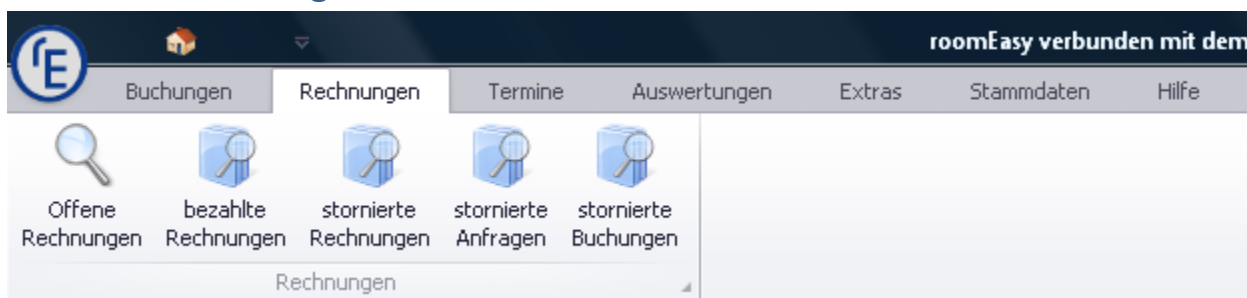 rE
roomEasy verbunden mit dem
Buchungen Rechnungen Termine Auswertungen Extras Stammdaten Hilfe
Offene bezahlte stornierte stornierte stornierte
Rechnungen Rechnungen Rechnungen Anfragen Buchungen
Rechnungen